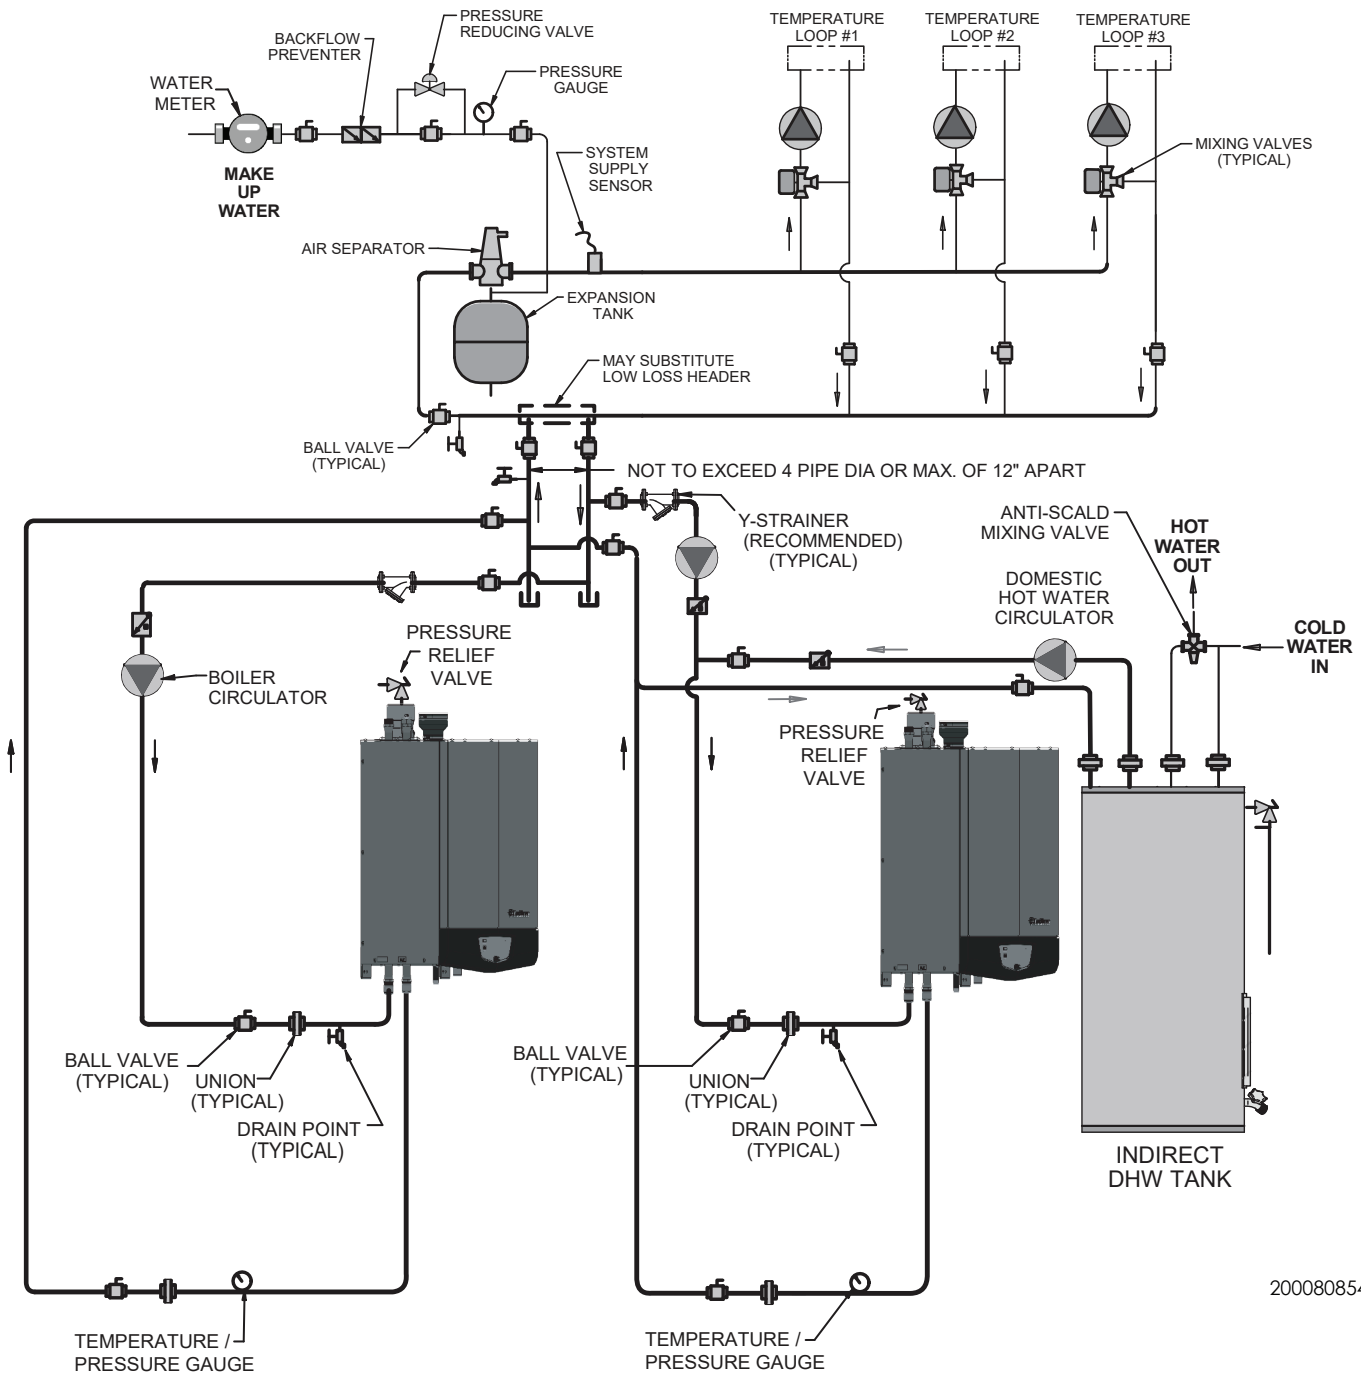 PRESSURE
REDUCING VALVE
BACKFLOW
PREVENTER
WATER
METER
PRESSURE
GAUGE
MAKE
UP
WATER
TEMPERATURE
LOOP #1
TEMPERATURE
LOOP #2
TEMPERATURE
LOOP #3
MIXING VALVES
(TYPICAL)
SYSTEM
SUPPLY
SENSOR
AIR SEPARATOR
EXPANSION
TANK
MAY SUBSTITUTE
LOW LOSS HEADER
BALL VALVE
(TYPICAL)
NOT TO EXCEED 4 PIPE DIA OR MAX. OF 12" APART
Y-STRAINER
(RECOMMENDED)
(TYPICAL)
ANTI-SCALD
MIXING VALVE
HOT
WATER
OUT
DOMESTIC
HOT WATER
CIRCULATOR
COLD
WATER
IN
PRESSURE
RELIEF
VALVE
BOILER
CIRCULATOR
PRESSURE
RELIEF
VALVE
BALL VALVE
(TYPICAL)
UNION
(TYPICAL)
DRAIN POINT
(TYPICAL)
BALL VALVE
(TYPICAL)
UNION
(TYPICAL)
DRAIN POINT
(TYPICAL)
INDIRECT
DHW TANK
TEMPERATURE /
PRESSURE GAUGE
TEMPERATURE /
PRESSURE GAUGE